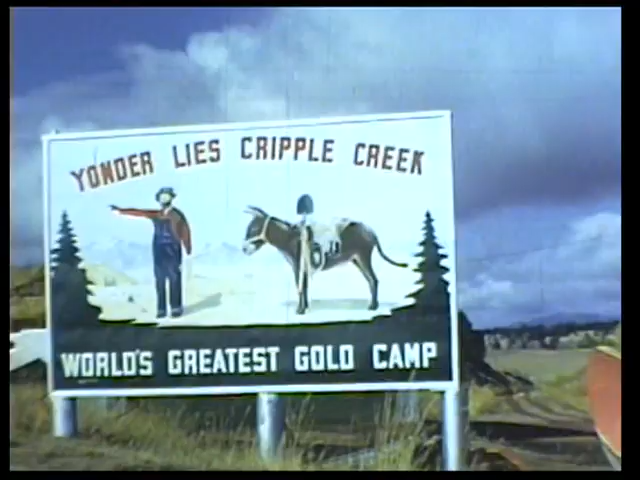 YONDER LIES CRIPPLE CREEK
WORLD'S GREATEST GOLD CAMP